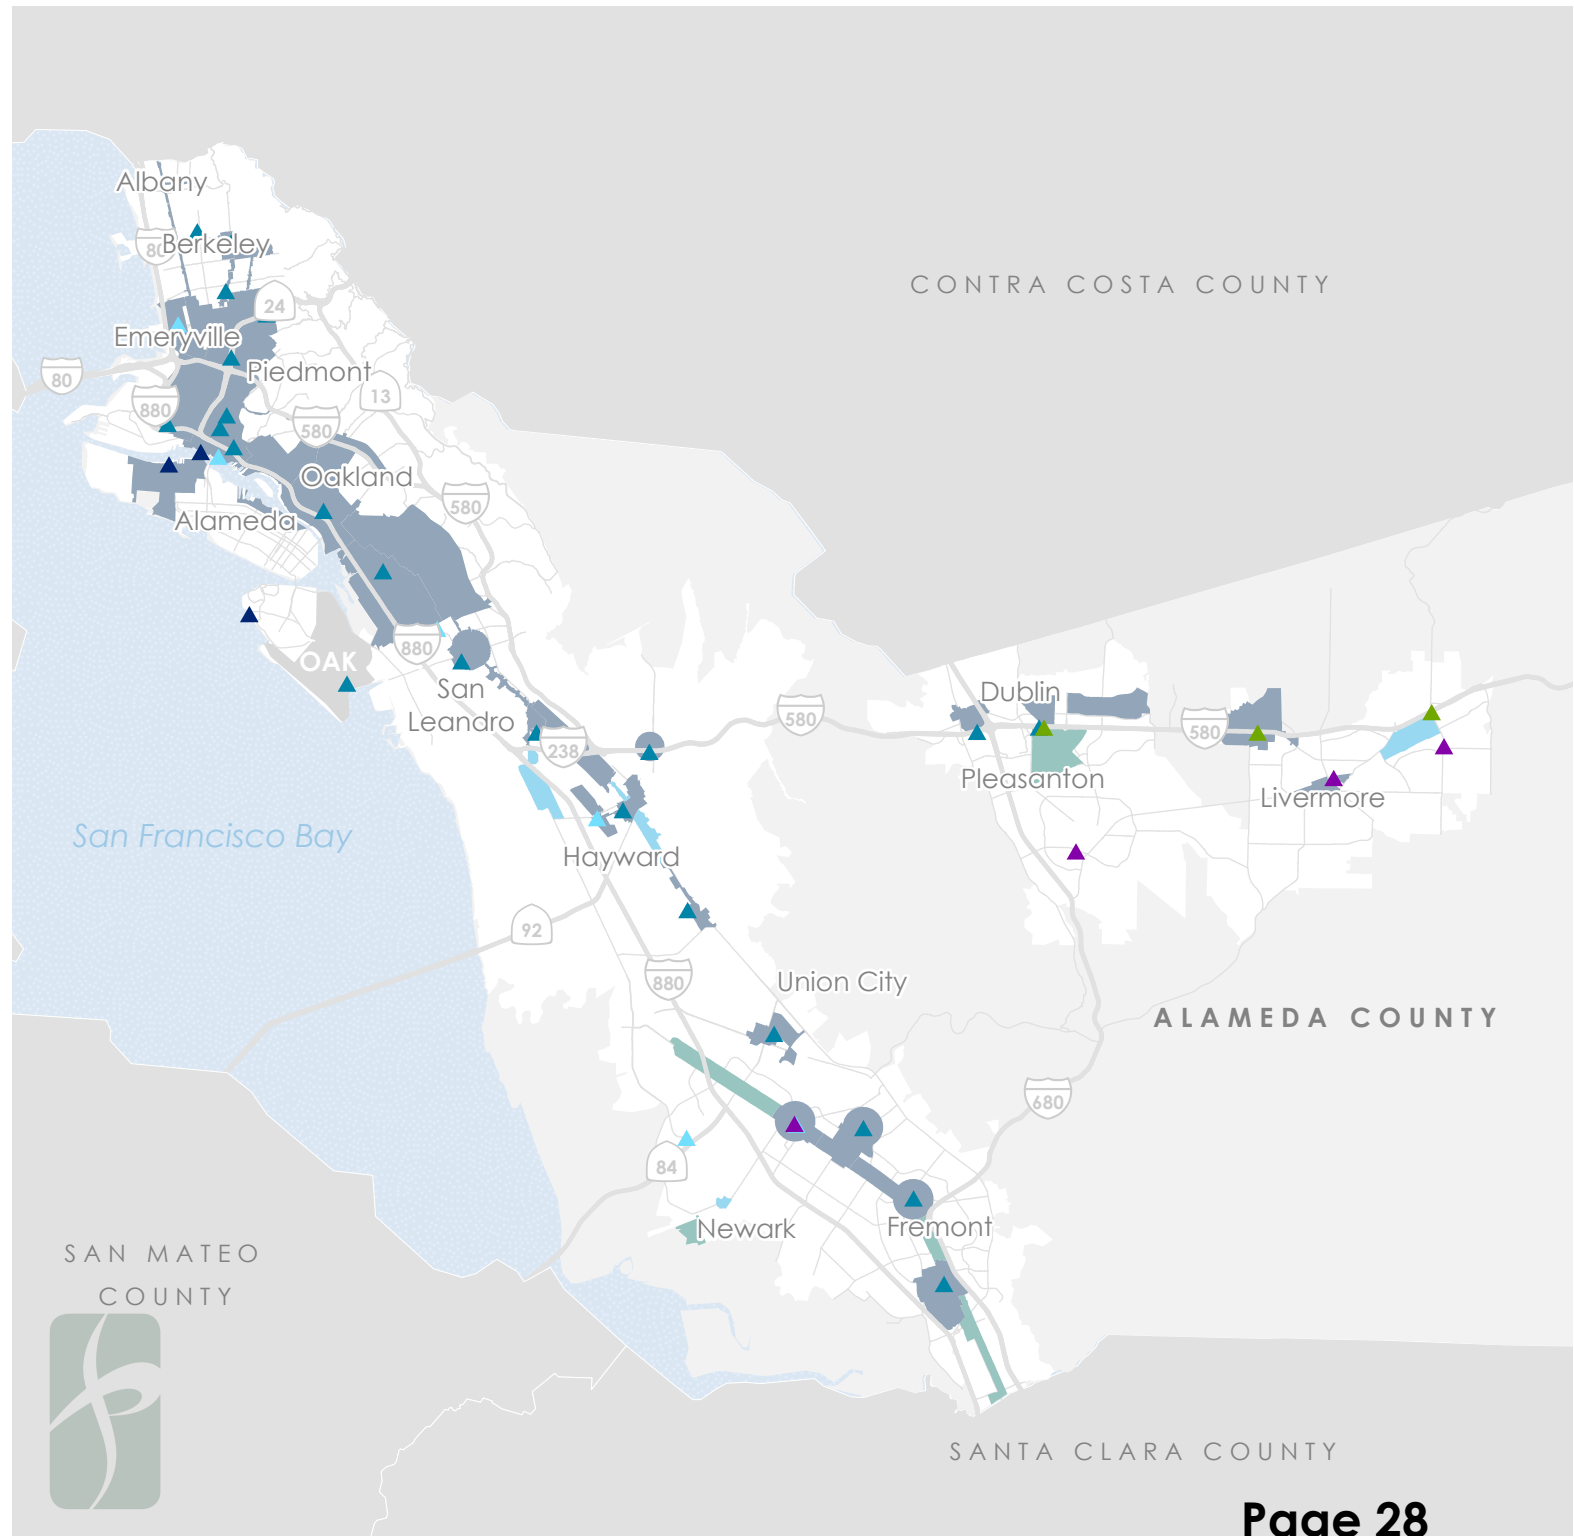 Albany
80
Berkeley
CONTRA COSTA COUNTY
24
Emeryville
Piedmont
80
13
880
580
Oakland
580
Alameda
880
OAK
San
Leandro
Dublin
580
580
238
Pleasanton
Livermore
San Francisco Bay
Hayward
92
880
Union City
ALAMEDA COUNTY
680
84
Newark
Fremont
SAN MATEO
COUNTY
SANTA CLARA COUNTY
Page 28